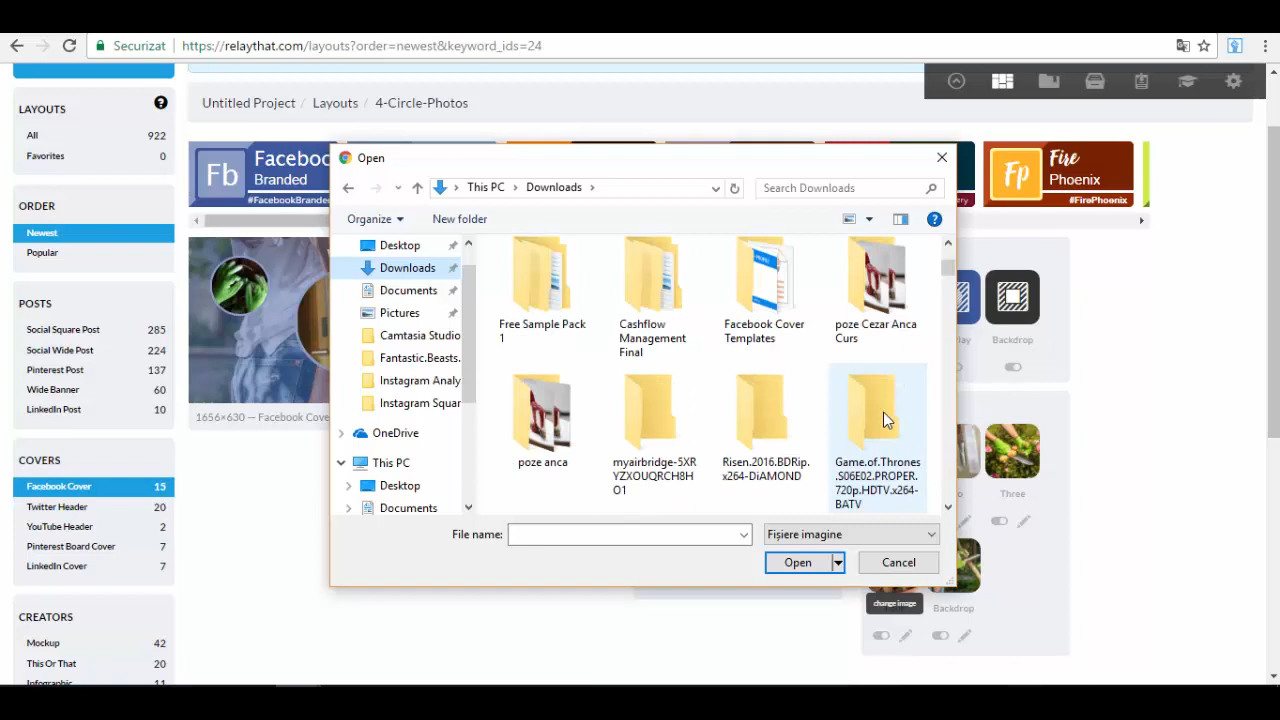 Securizat
https://relaythat.com/layouts?order=newest&keyword_ids=24
LAYOUTS
All 922
Favorites 0
ORDER
Newest
Popular
POSTS
Social Square Post 285
Social Wide Post 224
Pinterest Post 137
Wide Banner 60
LinkedIn Post 10
COVERS
Facebook Cover 15
Twitter Header 20
YouTube Header 2
Pinterest Board Cover 7
LinkedIn Cover 7
CREATORS
Mockup 42
This Or That 20
Infographic 11
Untitled Project / Layouts / 4-Circle-Photos
Fb
Facebo
Branded
#FacebookBrande
Fp
Fire
Phoenix
#FirePhoenix
1656×630 — Facebook Cove
Open
This PC
Downloads
Search Downloads
Organize
New folder
Desktop
Downloads
Documents
Pictures
Camtasia Studio
Fantastic.Beasts.
Instagram Analy
Instagram Squar
OneDrive
This PC
Desktop
Documents
Free Sample Pack
1
Cashflow
Management
Final
Facebook Cover
Templates
poze Cezar Anca
Curs
poze anca
myairbridge-5XR
YZXOUQRCH8H
O1
Risen.2016.BDRip.
x264-DiAMOND
Game.of.Thrones
.S06E02.PROPER.
720p.HDTV.x264-
BATV
File name:
Fișiere imagine
Open
Cancel
lay
Backdrop
o
Three
change image
Backdrop